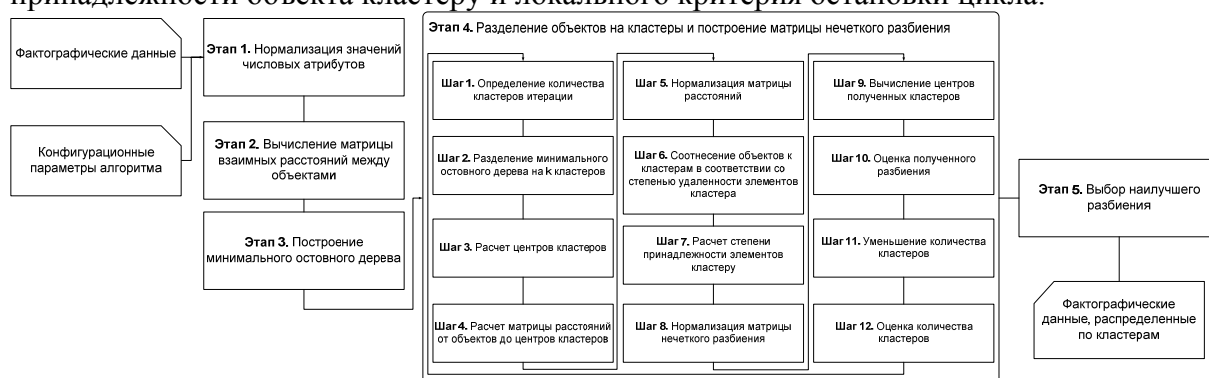 принадлежности объекта кластеру и локального критерия остановки цикла.
Фактографические данные
Конфигурационные
параметры алгоритма
Этап 1. Нормализация значений
числовых атрибутов
Этап 2. Вычисление матрицы
взаимных расстояний между
объектами
Этап 3. Построение
минимального остовного дерева
Этап 4. Разделение объектов на кластеры и построение матрицы нечеткого разбиения
Шаг 1. Определение количества
кластеров итерации
Шаг 2. Разделение минимального
остовного дерева на k кластеров
Шаг 3. Расчет центров кластеров
Шаг 4. Расчет матрицы расстояний
от объектов до центров кластеров
Шаг 5. Нормализация матрицы
расстояний
Шаг 6. Соотнесение объектов к
кластерам в соответствии со
степенью удаленности элементов
кластера
Шаг 7. Расчет степени
принадлежности элементов
кластеру
Шаг 8. Нормализация матрицы
нечеткого разбиения
Шаг 9. Вычисление центров
полученных кластеров
Шаг 10. Оценка полученного
разбиения
Шаг 11. Уменьшение количества
кластеров
Шаг 12. Оценка количества
кластеров
Этап 5. Выбор наилучшего
разбиения
Фактографические
данные, распределенные
по кластерам